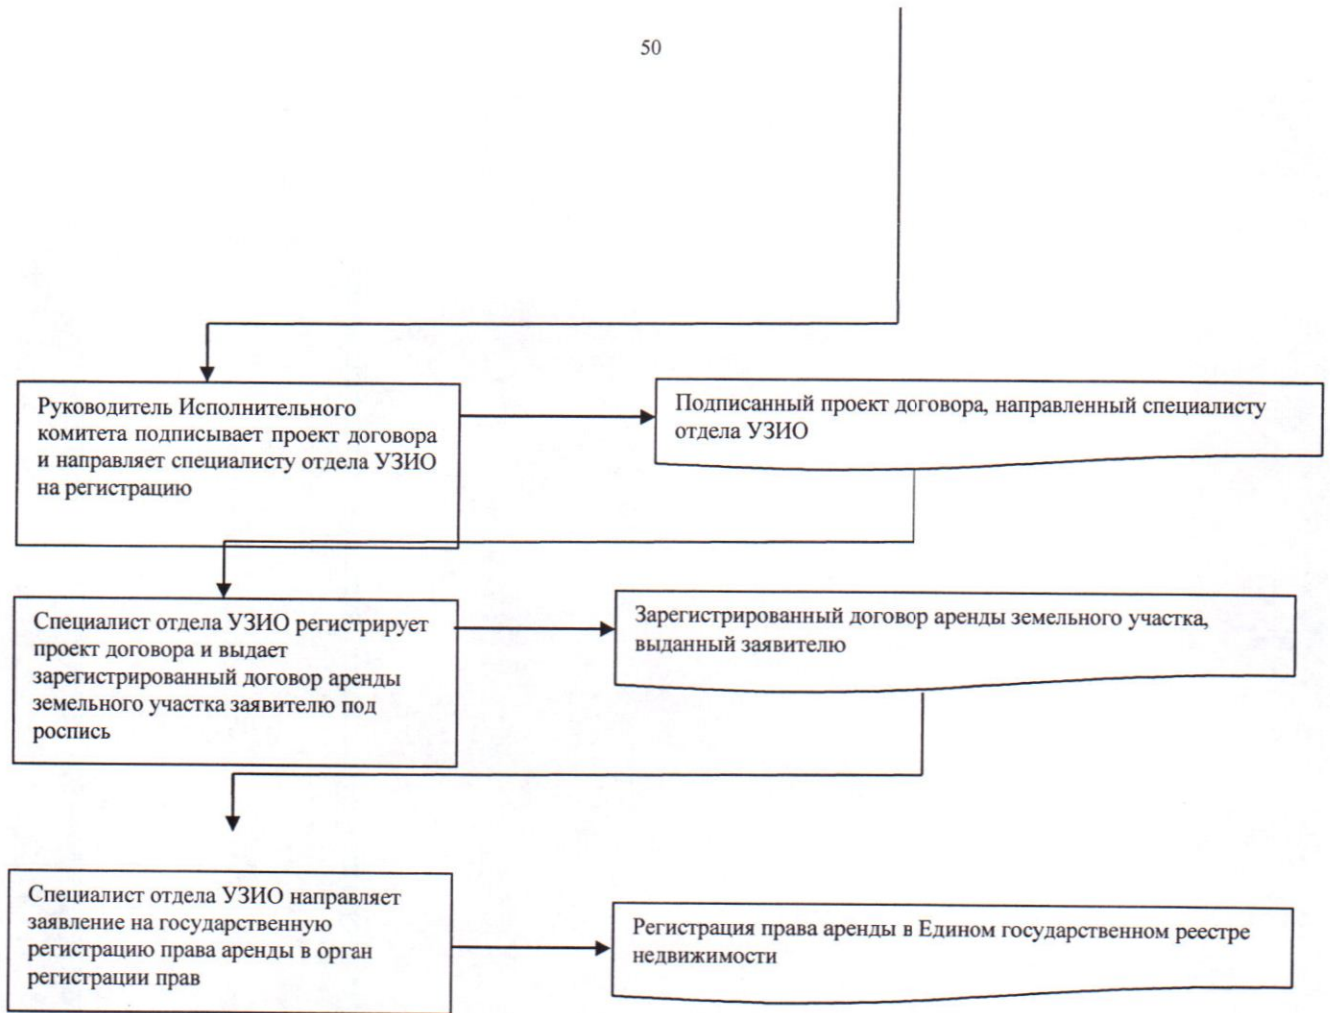 50
Руководитель Исполнительного
комитета подписывает проект договора
и направляет специалисту отдела УЗИО
на регистрацию
Подписанный проект договора, направленный специалисту
отдела УЗИО
Специалист отдела УЗИО регистрирует
проект договора и выдает
зарегистрированный договор аренды
земельного участка заявителю под
роспись
Зарегистрированный договор аренды земельного участка,
выданный заявителю
Специалист отдела УЗИО направляет
заявление на государственную
регистрацию права аренды в орган
регистрации прав
Регистрация права аренды в Едином государственном реестре
недвижимости